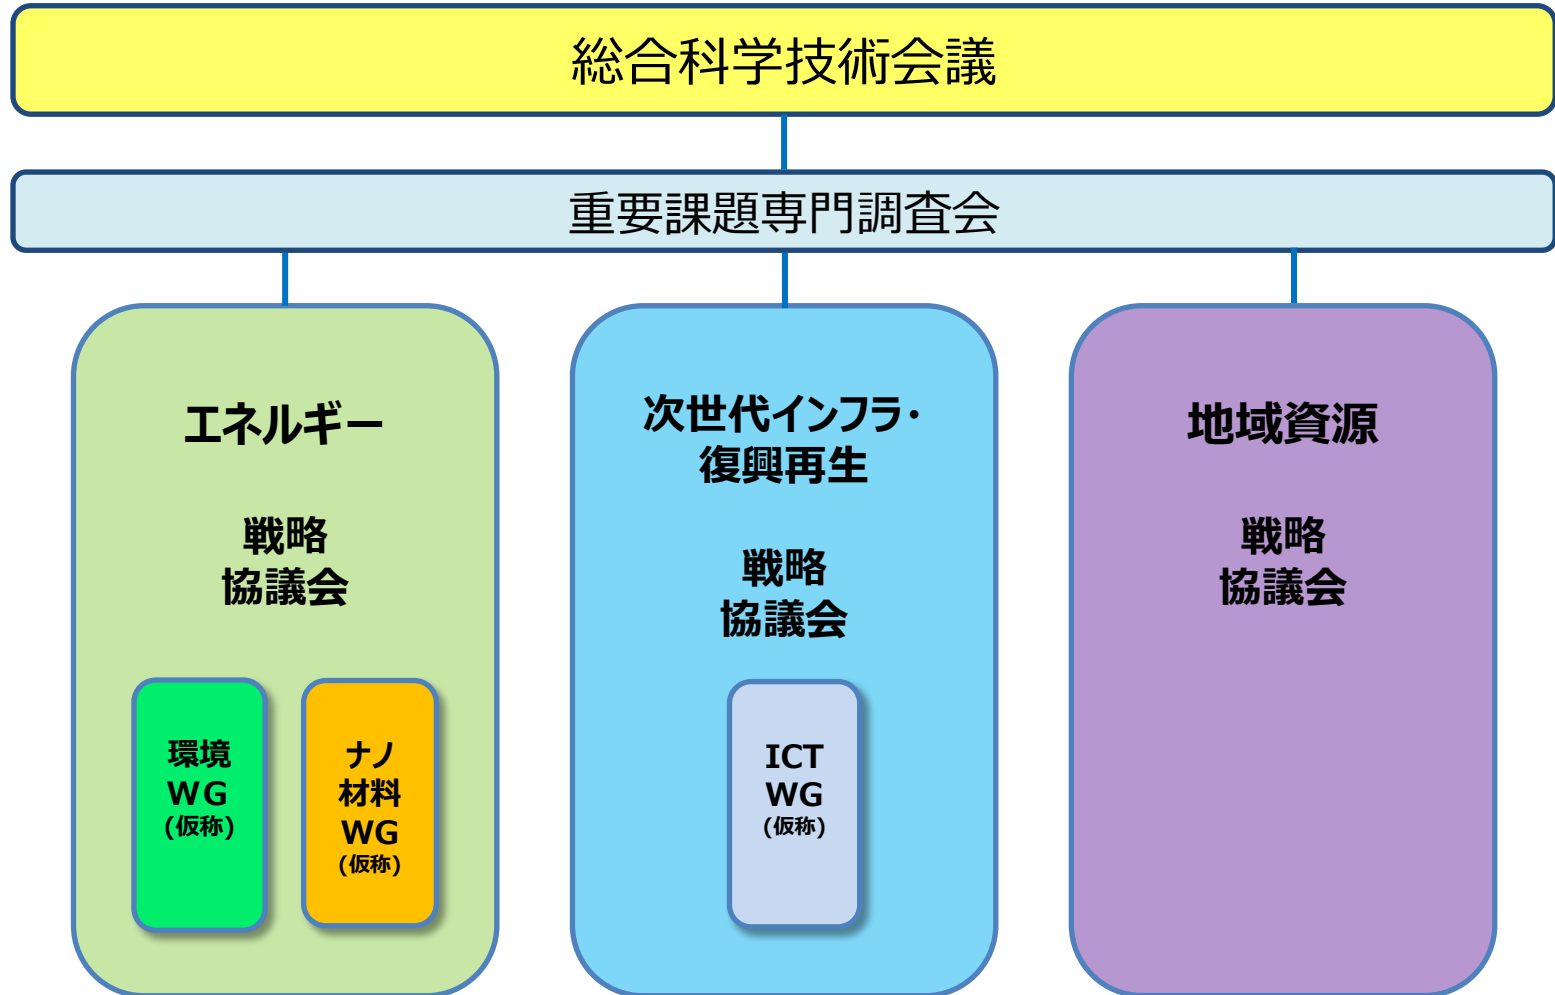 総合科学技術会議
重要課題専門調査会
エネルギー
戦略
協議会
環境
WG
(仮称)
ナノ
材料
WG
(仮称)
次世代インフラ・
復興再生
戦略
協議会
ICT
WG
(仮称)
地域資源
戦略
協議会